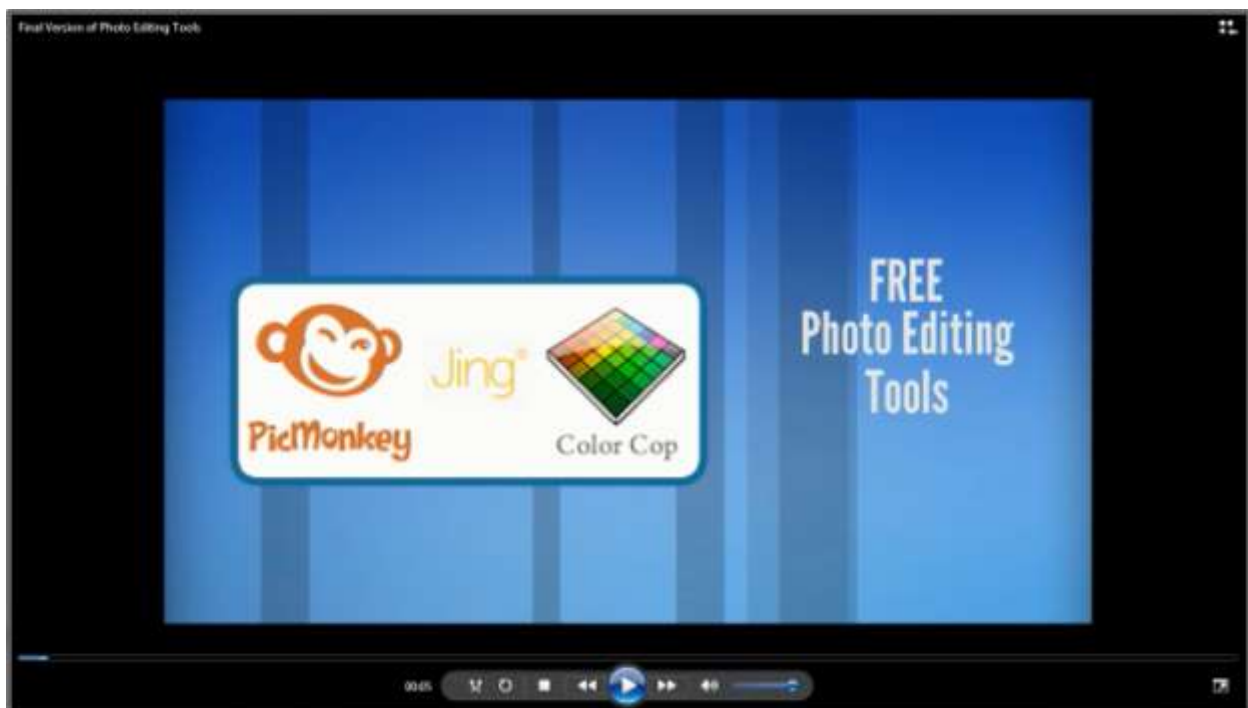 Final Version of Photo Editing Tools
FREE
Photo Editing
Tools
PicMonkey
Jing®
Color Cop
00:05